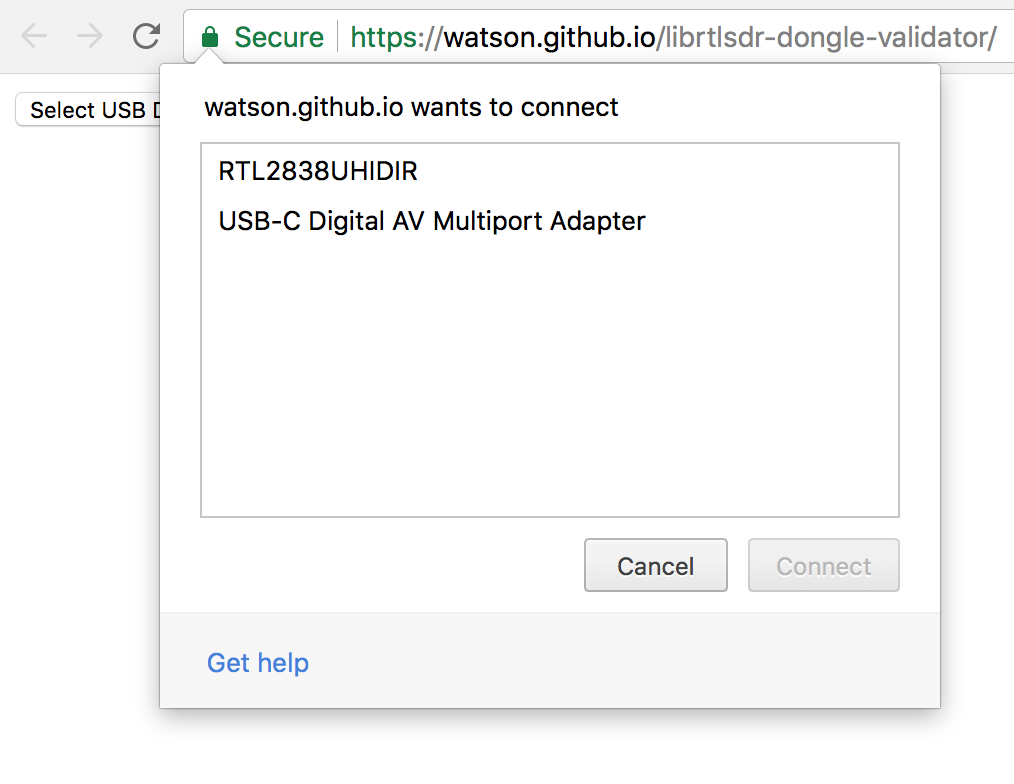 Secure https://watson.github.io/librtlsdr-dongle-validator/
Select USB
watson.github.io wants to connect
RTL2838UHIDIR
USB-C Digital AV Multiport Adapter
Cancel Connect
Get help